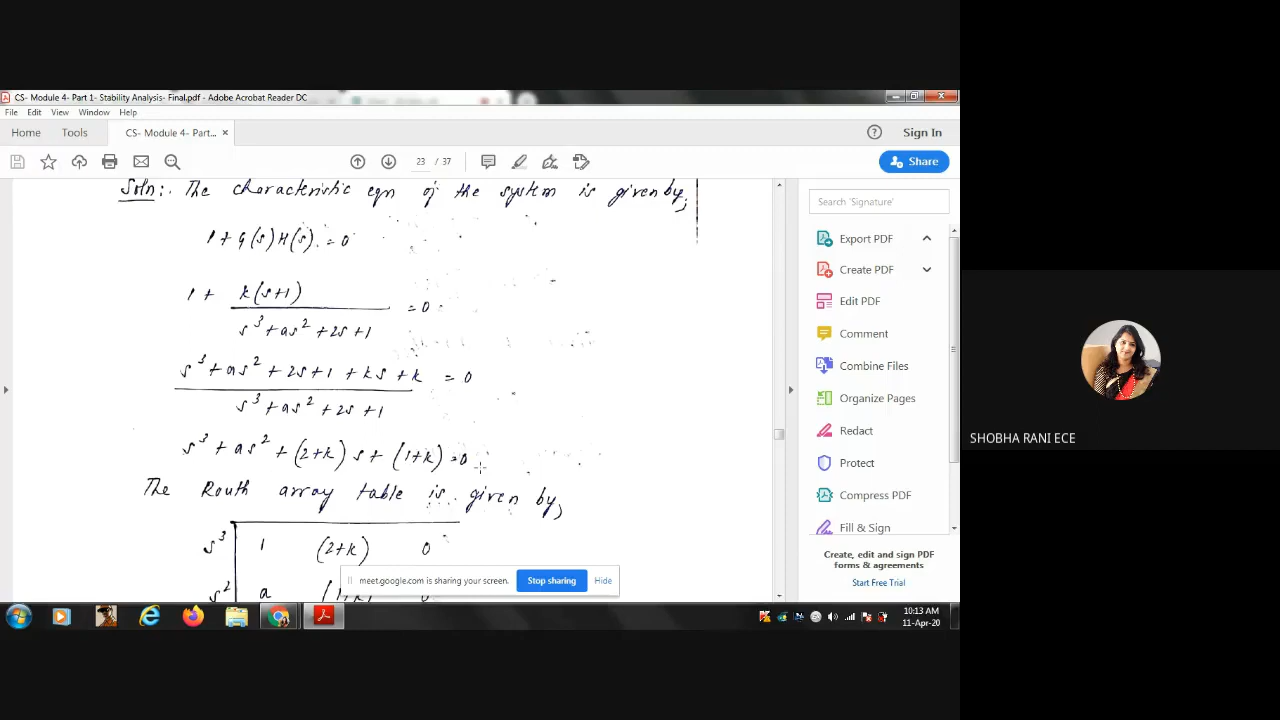 CS- Module 4- Part 1- Stability Analysis- Final.pdf - Adobe Acrobat Reader DC
File Edit View Window Help
Home Tools CS- Module 4- Part... × Sign In
23 / 37 Share
Soln:. The characteristic eqn of the system is given by;
1 + G(s) H(s) = 0
1 + k(s+1) / s³ + as² + 2s + 1 = 0
s³ + as² + 2s + 1 + ks + k / s³ + as² + 2s + 1 = 0
s³ + as² + (2+k) s + (1+k) = 0
The Routh array table is given by,
s³ 1 (2+k) 0
s² a (1+k) 0
meet.google.com is sharing your screen. Stop sharing Hide
Search 'Signature'
Export PDF
Create PDF
Edit PDF
Comment
Combine Files
Organize Pages
Redact
Protect
Compress PDF
Fill & Sign
Create, edit and sign PDF
forms & agreements
Start Free Trial
10:13 AM
11-Apr-20
SHOBHA RANI ECE